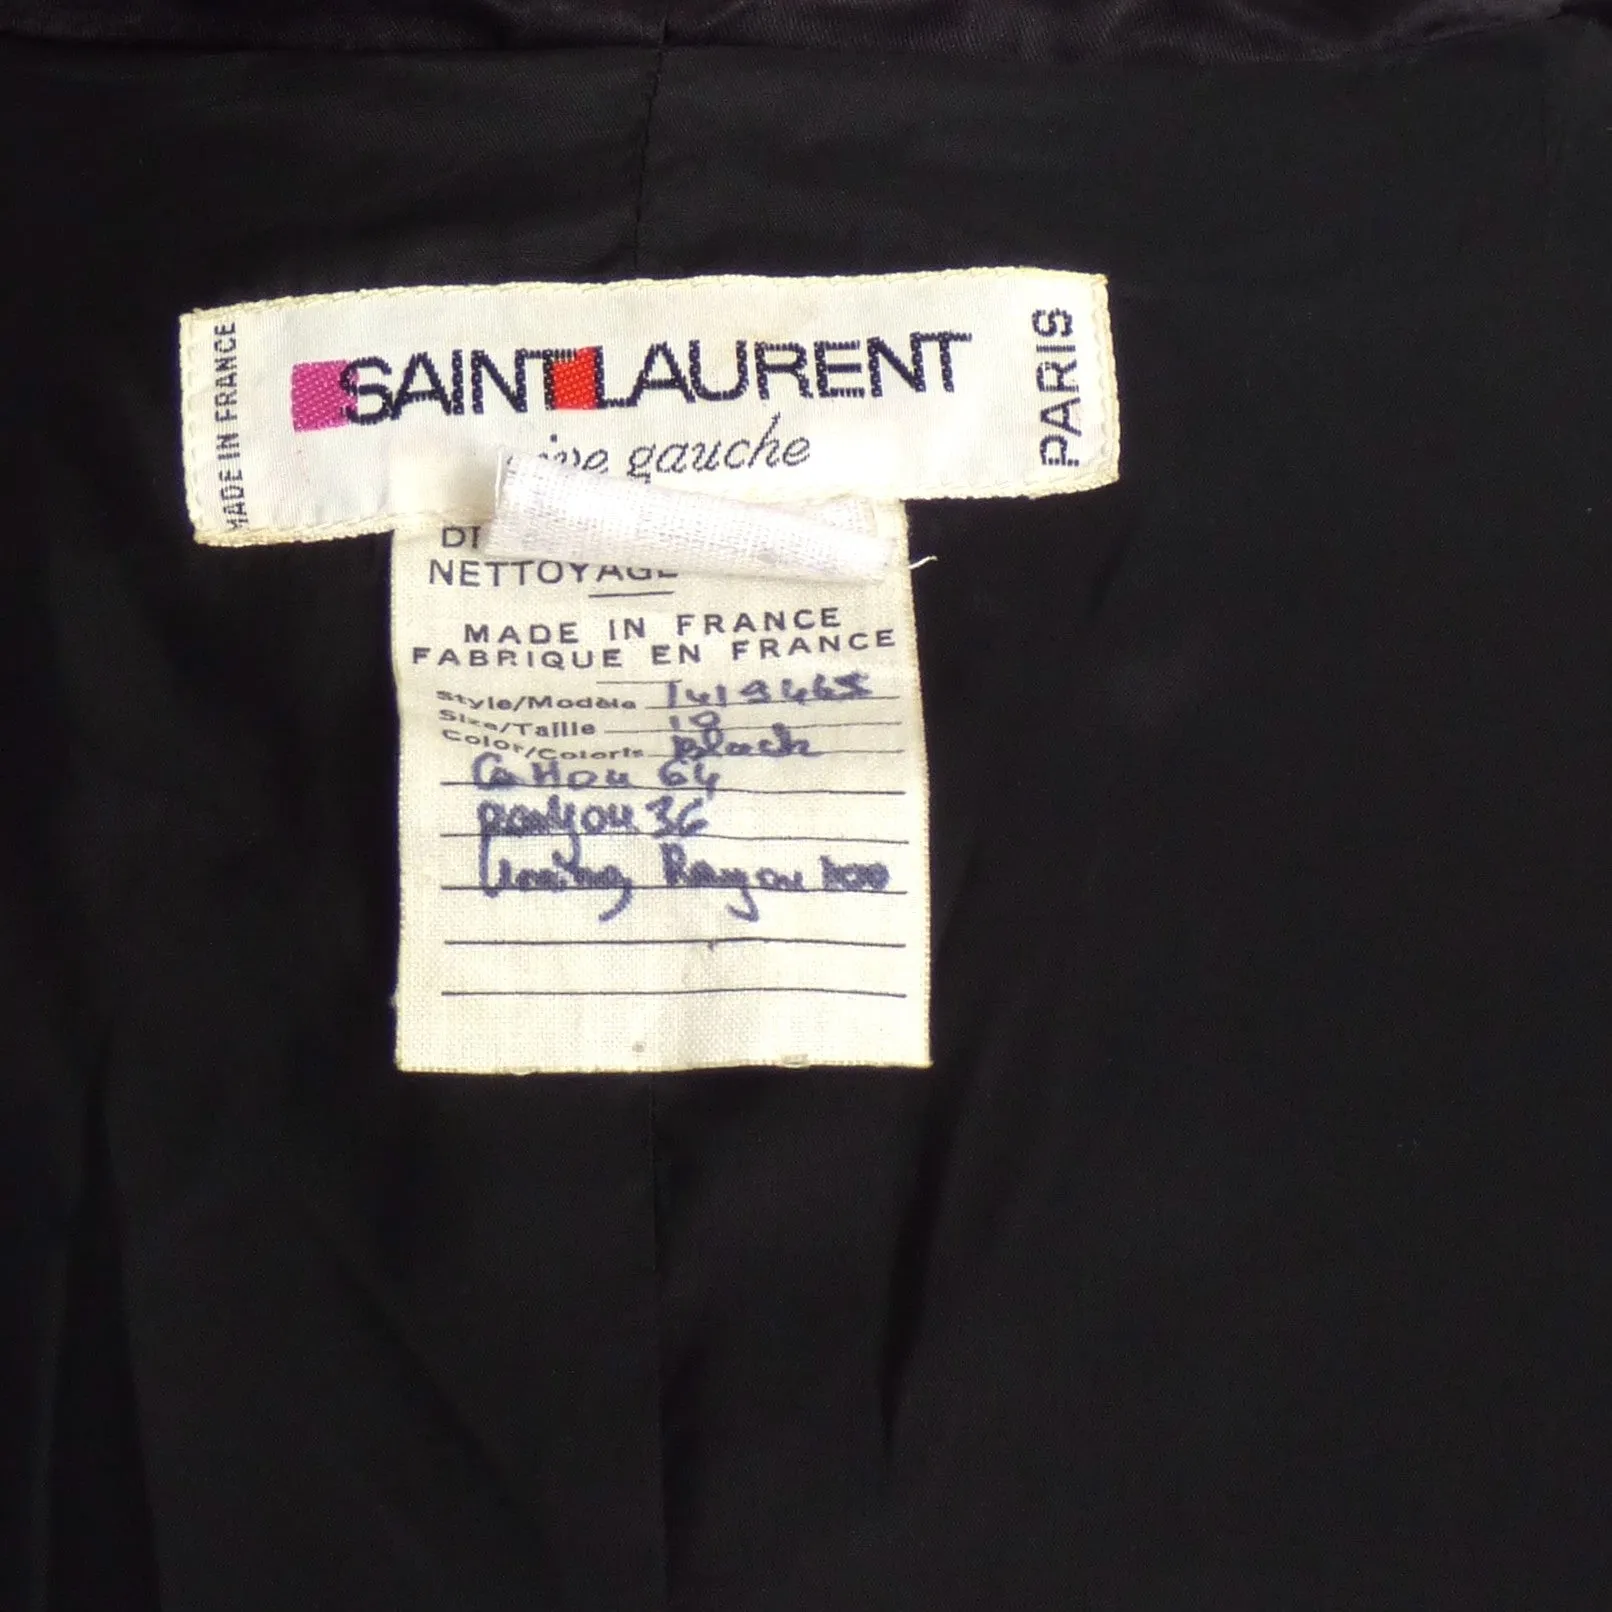 MADE IN FRANCE
SAINT LAURENT
rive gauche
PARIS
NETTOYAGE
MADE IN FRANCE
FABRIQUE EN FRANCE
Style/Modèle
Size/Taille 10
Color/Coloris Black
Cotton 64
36
Lining Rayon 100